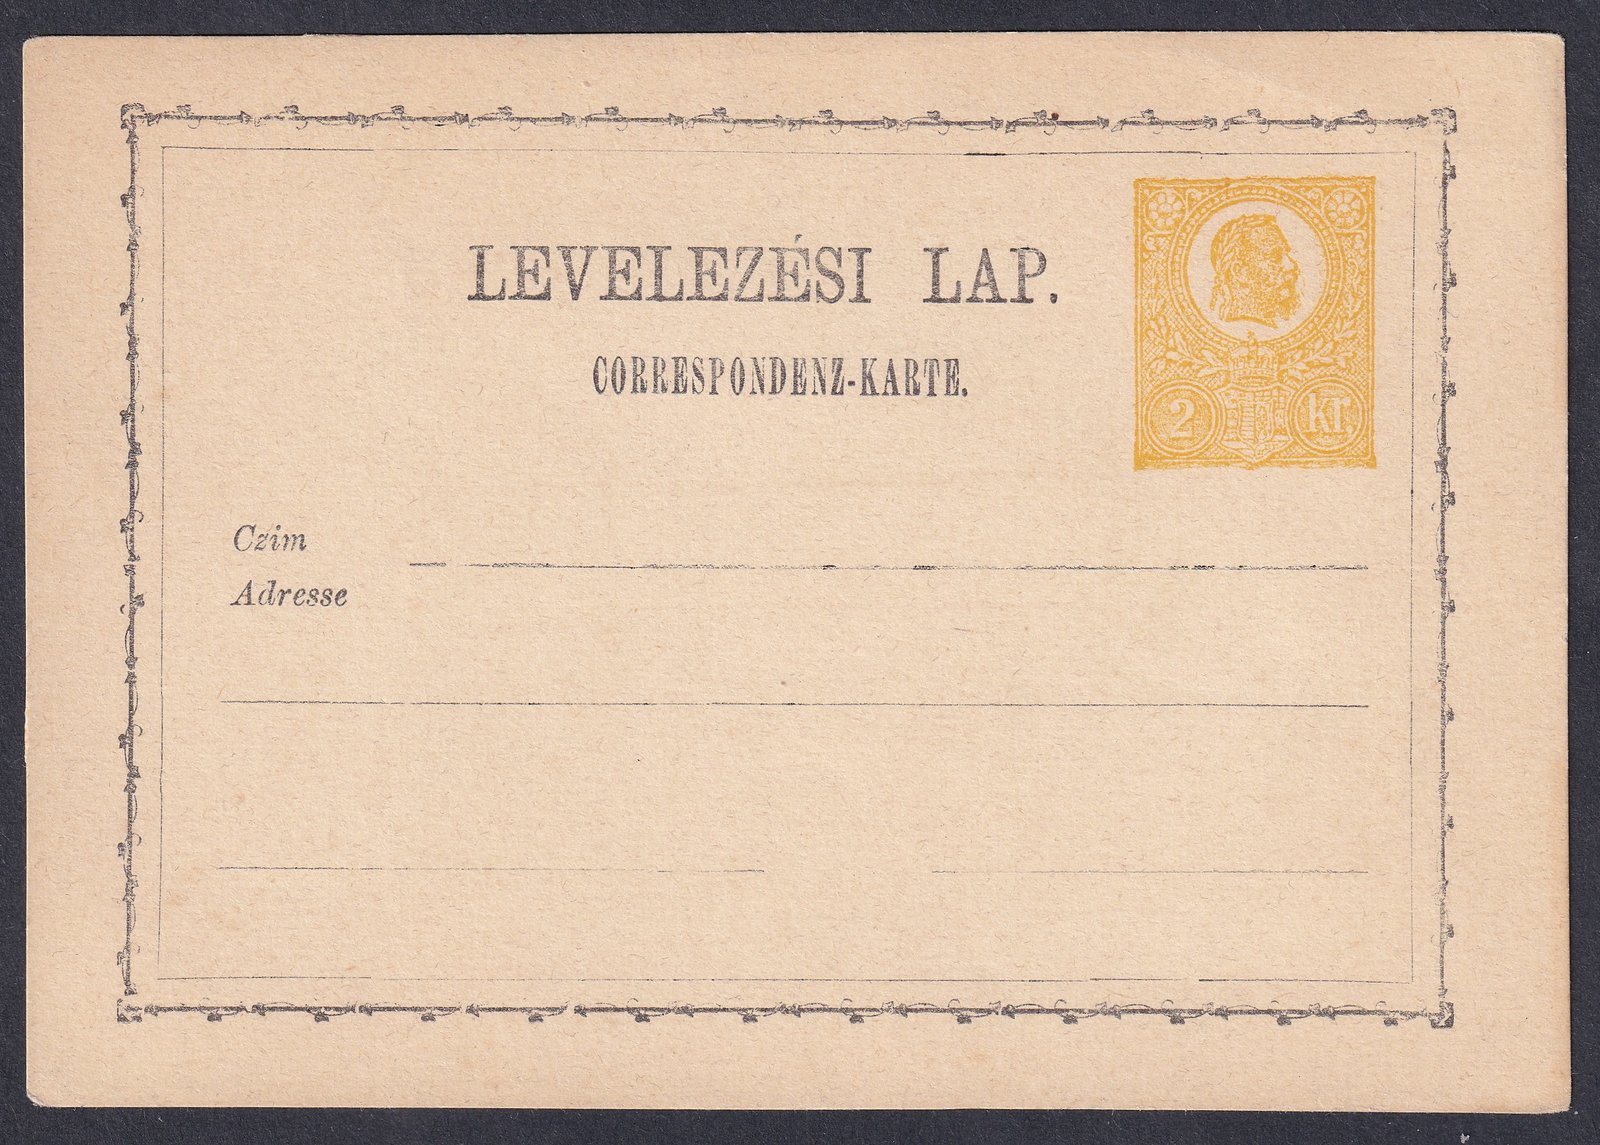 LEVELEZÉSI LAP.
CORRESPONDENZ-KARTE.
2 kr.
Czim
Adresse